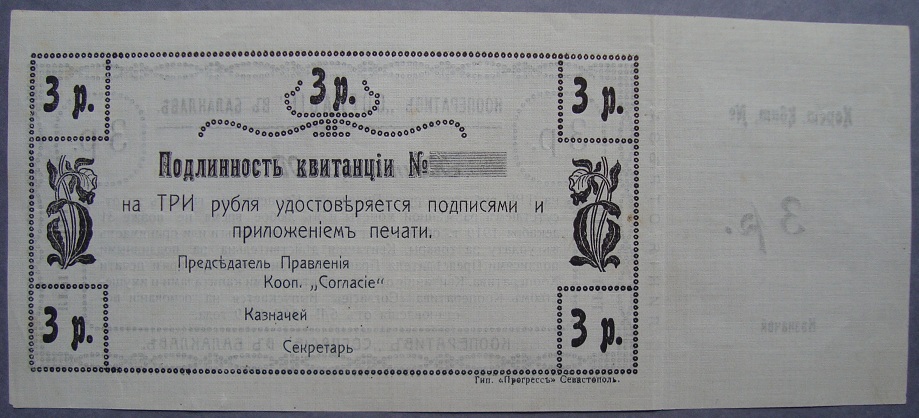 3 р. 3 р. 3 р.
Подлинность квитанціи №
на ТРИ рубля удостовѣряется подписями и
приложеніемъ печати.
Предсѣдатель Правленія
Кооп. „Согласіе“
Казначей
Секретарь
3 р. 3 р.
Тип. «Прогрессъ» Севастополь.